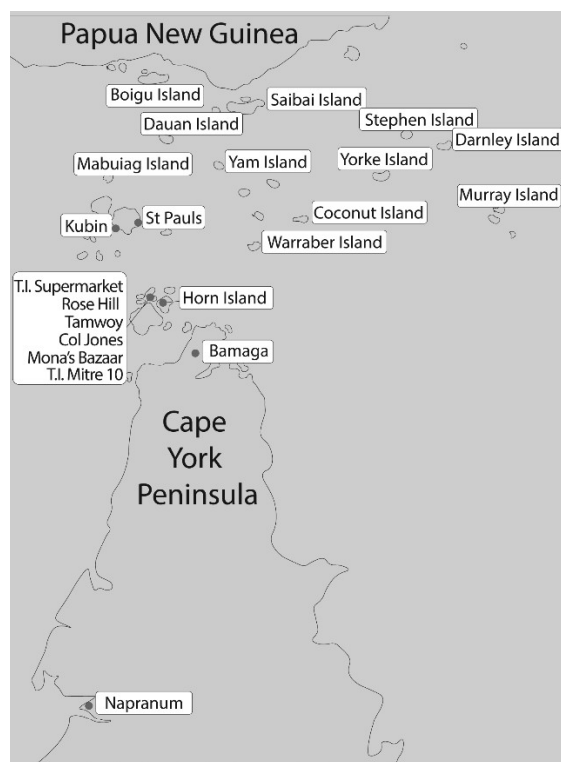 Papua New Guinea
Boigu Island
Saibai Island
Dauan Island
Stephen Island
Darnley Island
Mabuiag Island
Yam Island
Yorke Island
Murray Island
Kubin
St Pauls
Coconut Island
Warraber Island
T.I. Supermarket
Rose Hill
Tamwoy
Col Jones
Mona's Bazaar
T.I. Mitre 10
Horn Island
Bamaga
Cape
York
Peninsula
Napranum